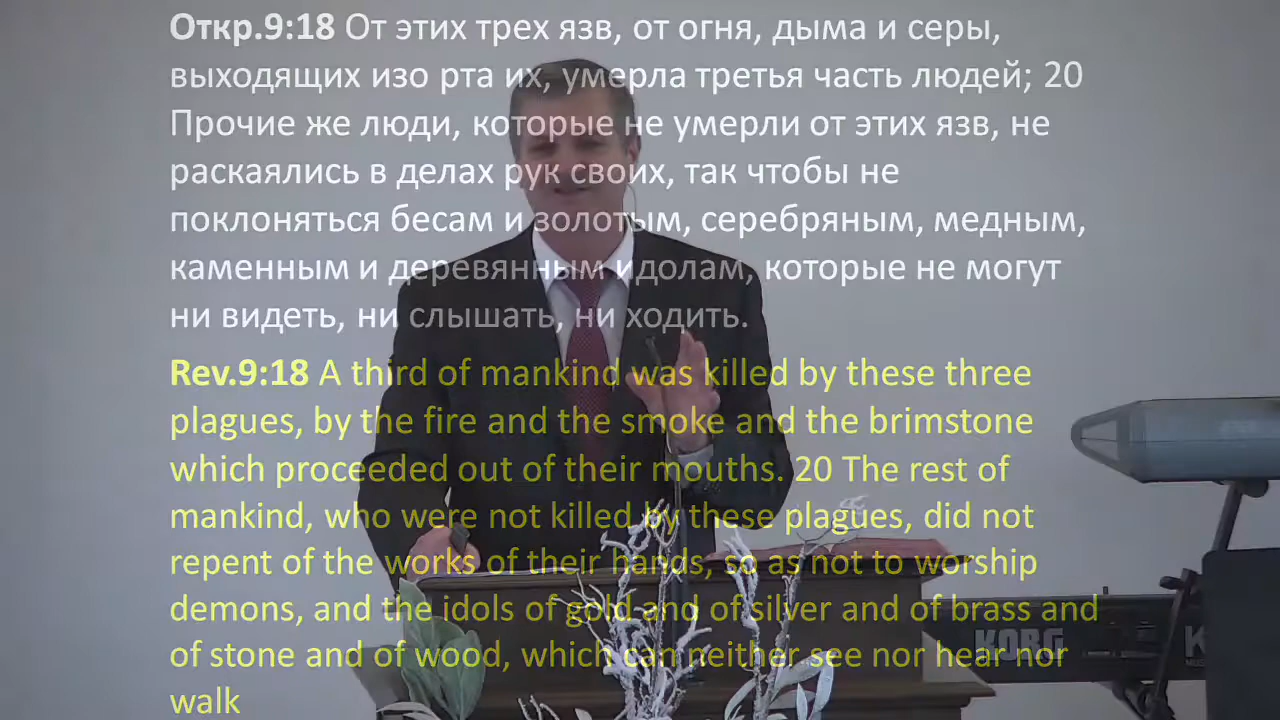 Откр.9:18 От этих трех язв, от огня, дыма и серы,
выходящих изо рта их, умерла третья часть людей; 20
Прочие же люди, которые не умерли от этих язв, не
раскаялись в делах рук своих, так чтобы не
поклоняться бесам и золотым, серебряным, медным,
каменным и деревянным идолам, которые не могут
ни видеть, ни слышать, ни ходить.
Rev.9:18 A third of mankind was killed by these three
plagues, by the fire and the smoke and the brimstone
which proceeded out of their mouths. 20 The rest of
mankind, who were not killed by these plagues, did not
repent of the works of their hands, so as not to worship
demons, and the idols of gold and of silver and of brass and
of stone and of wood, which can neither see nor hear nor
walk
KORG